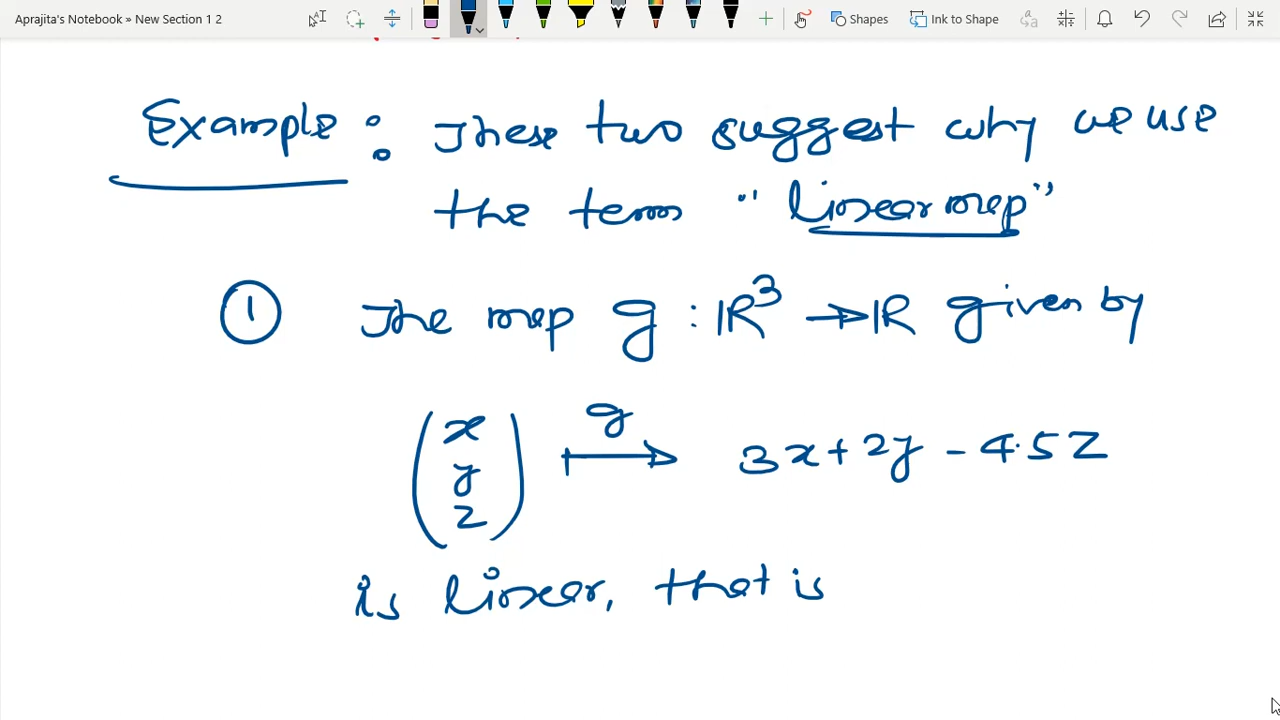 Aprajita's Notebook » New Section 1 2
Shapes Ink to Shape
Example : These two suggest why we use
the term "linear map"
① The map g : ℝ³ → ℝ given by
g
(x y z) ↦ 3x + 2y - 4.5z
is linear, that is